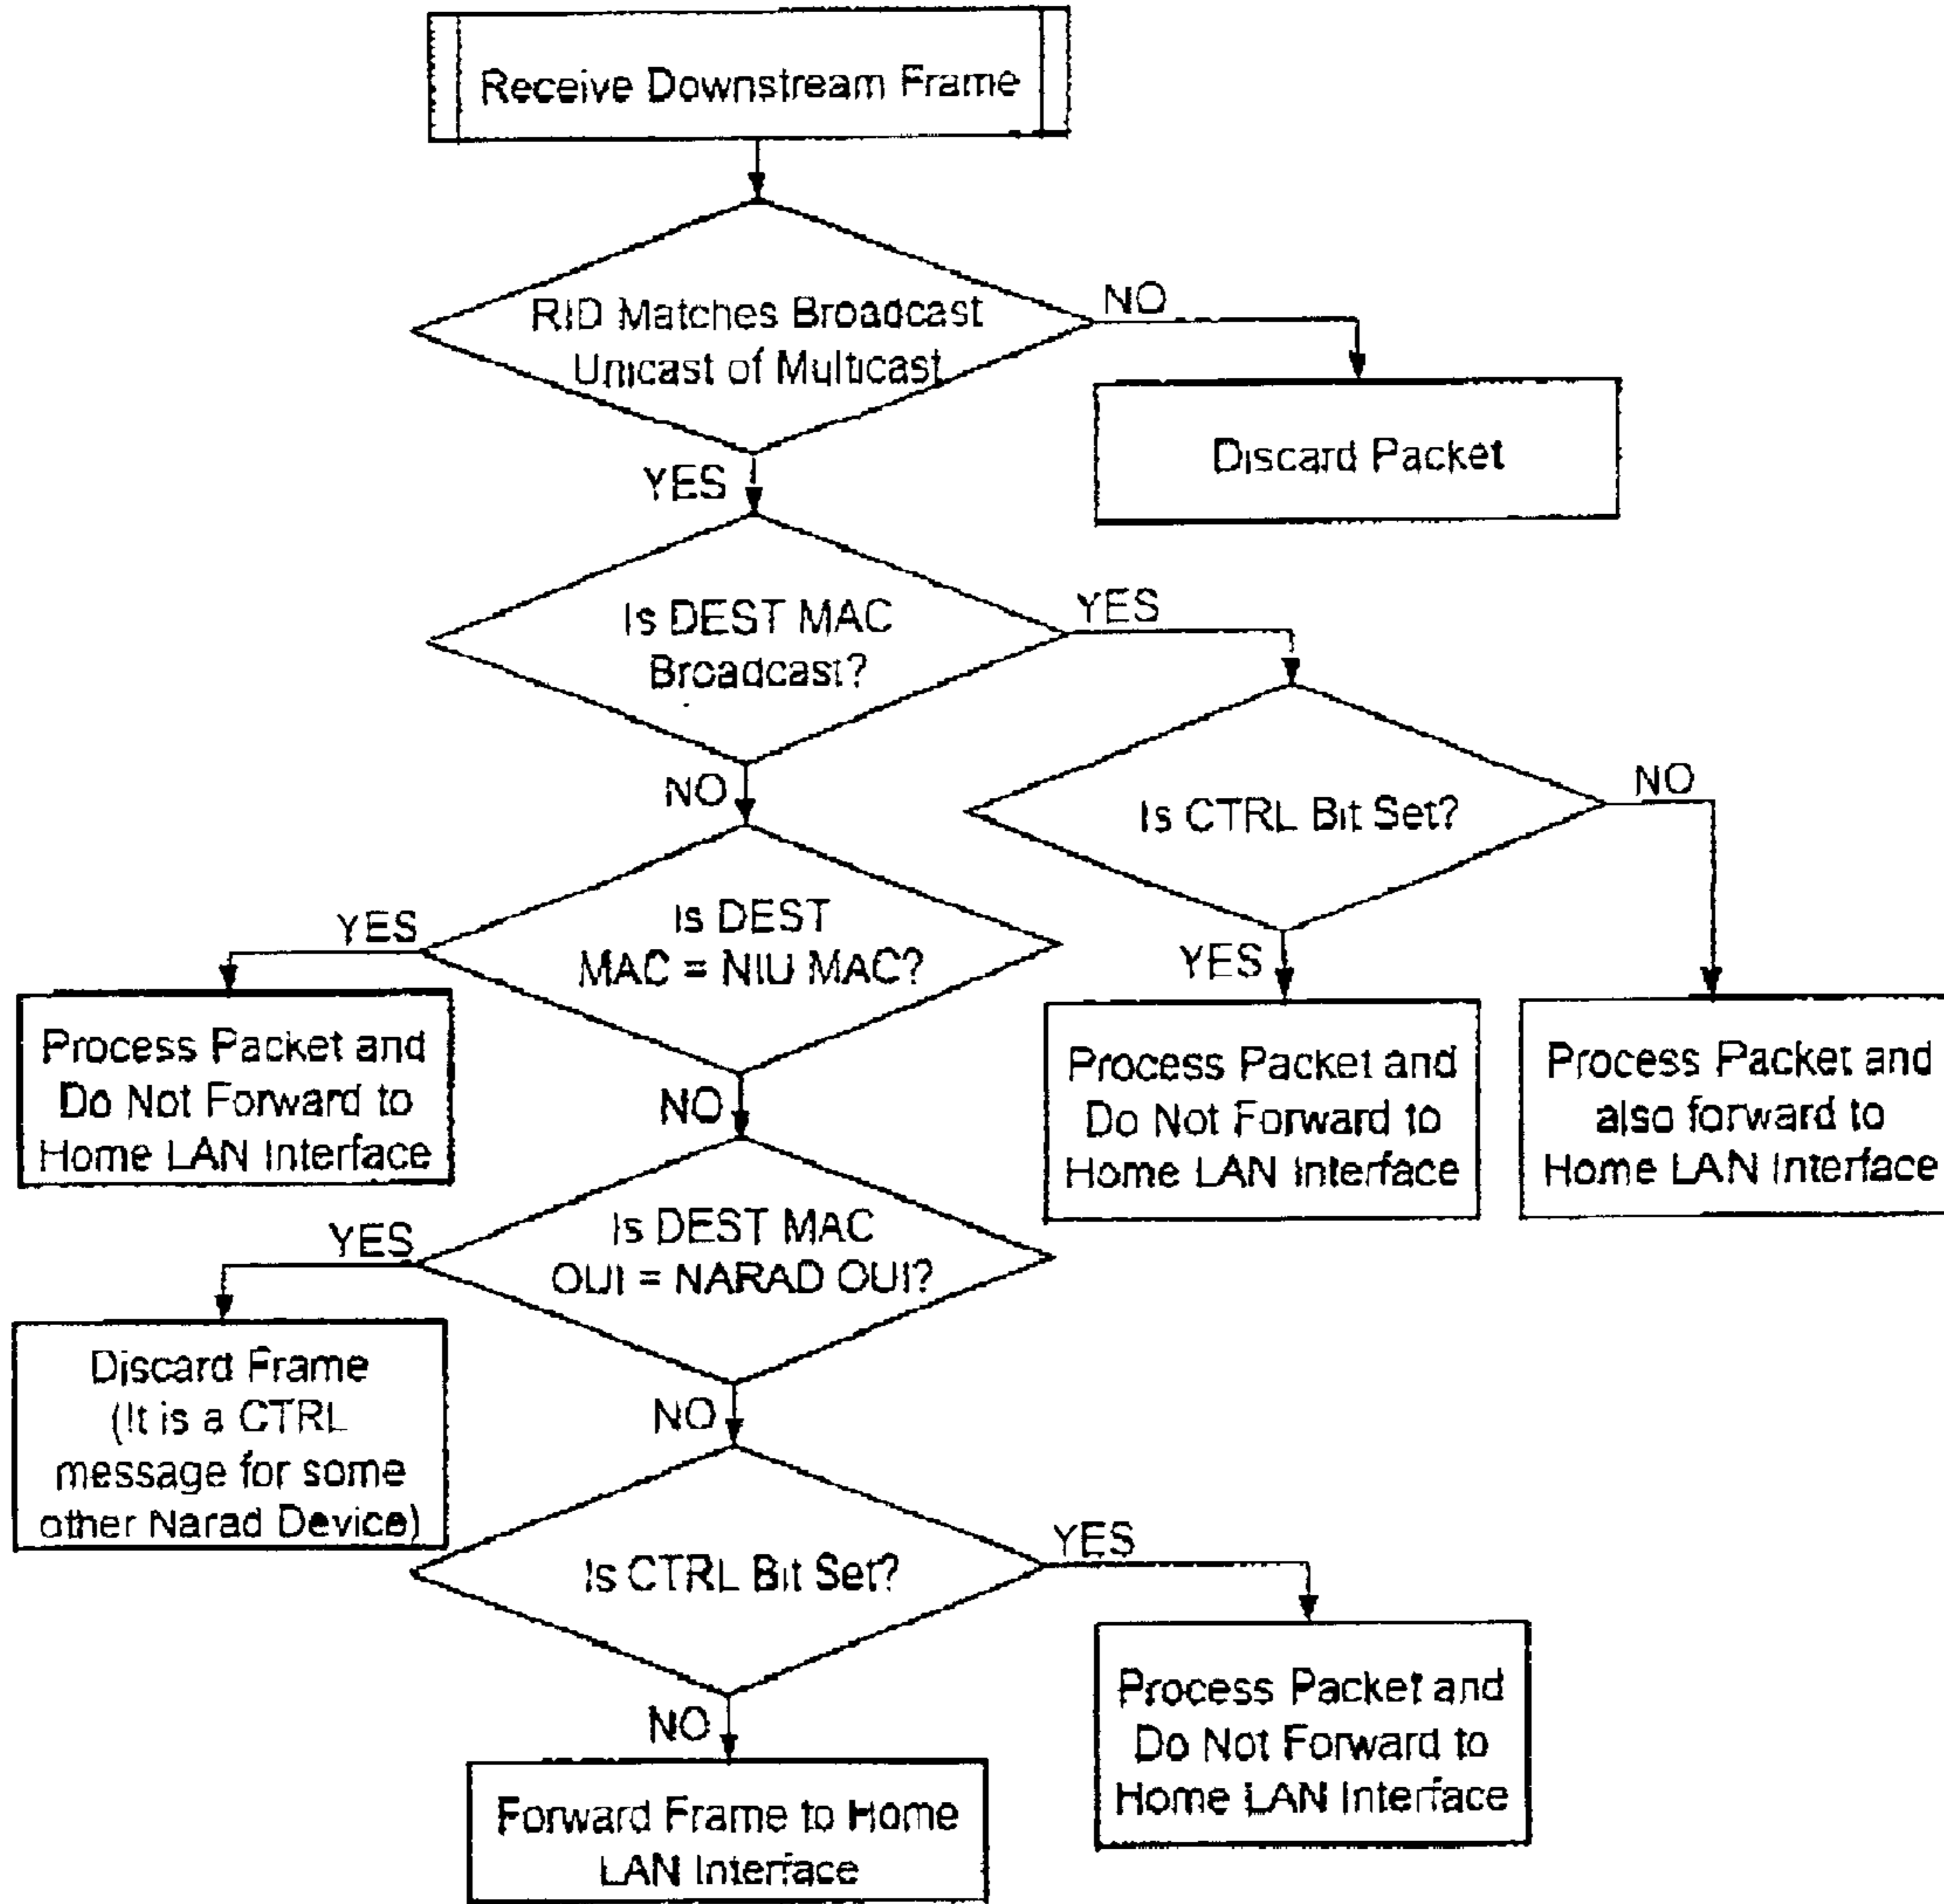 Receive Downstream Frame
RID Matches Broadcast
Unicast of Multicast
NO
Discard Packet
YES
Is DEST MAC
Broadcast?
YES
NO
Is CTRL Bit Set?
NO
YES
Is DEST
MAC = NIU MAC?
YES
NO
Process Packet and
Do Not Forward to
Home LAN Interface
Process Packet and
Do Not Forward to
Home LAN Interface
Process Packet and
also forward to
Home LAN Interface
Is DEST MAC
OUI = NARAD OUI?
YES
NO
Discard Frame
(It is a CTRL
message for some
other Narad Device)
Is CTRL Bit Set?
YES
NO
Process Packet and
Do Not Forward to
Home LAN Interface
Forward Frame to Home
LAN Interface